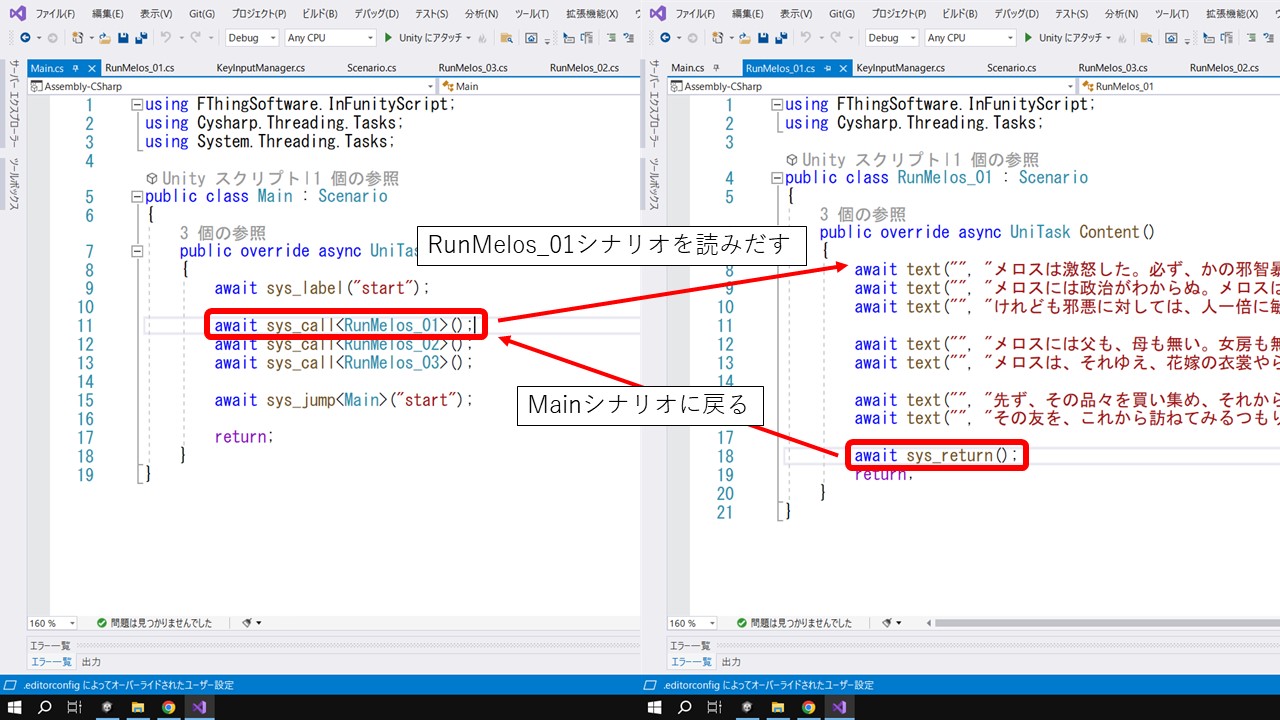 ファイル(F) 編集(E) 表示(V) Git(G) プロジェクト(P) ビルド(B) デバッグ(D) テスト(S) 分析(N) ツール(T) 拡張機能(X)
Debug Any CPU Unity にアタッチ
サーバー エクスプローラー
ツールボックス
Main.cs RunMelos_01.cs KeyInputManager.cs Scenario.cs RunMelos_03.cs RunMelos_02.cs
Assembly-CSharp Main
1 using FThingSoftware.InFunityScript;
2 using Cysharp.Threading.Tasks;
3 using System.Threading.Tasks;
4
Unity スクリプト|1 個の参照
5 public class Main : Scenario
6 {
3 個の参照
7 public override async UniTas
8 {
9 await sys_label("start");
10
11 await sys_call<RunMelos_01>();
12 await sys_call<RunMelos_02>();
13 await sys_call<RunMelos_03>();
14
15 await sys_jump<Main>("start");
16
17 return;
18 }
19 }
RunMelos_01シナリオを読みだす
Mainシナリオに戻る
160 % 問題は見つかりませんでした
エラー一覧
エラー一覧 出力
.editorconfig によってオーバーライドされたユーザー設定
ファイル(F) 編集(E) 表示(V) Git(G) プロジェクト(P) ビルド(B) デバッグ(D) テスト(S) 分析(N) ツール(T) 拡張機能(X)
Debug Any CPU Unity にアタッチ
サーバー エクスプローラー
ツールボックス
Main.cs RunMelos_01.cs KeyInputManager.cs Scenario.cs RunMelos_03.cs RunMelos_02.cs
Assembly-CSharp RunMelos_01
1 using FThingSoftware.InFunityScript;
2 using Cysharp.Threading.Tasks;
3
Unity スクリプト|1 個の参照
4 public class RunMelos_01 : Scenario
5 {
3 個の参照
public override async UniTask Content()
{
8 await text("", "メロスは激怒した。必ず、かの邪智暴
9 await text("", "メロスには政治がわからぬ。メロスは
10 await text("", "けれども邪悪に対しては、人一倍に敏
11
12 await text("", "メロスには父も、母も無い。女房も無
13 await text("", "メロスは、それゆえ、花嫁の衣裳やら
14
await text("", "先ず、その品々を買い集め、それから
await text("", "その友を、これから訪ねてみるつもり
17
18 await sys_return();
19 return;
20 }
21 }
160 % 問題は見つかりませんでした
エラー一覧
エラー一覧 出力
.editorconfig によってオーバーライドされたユーザー設定